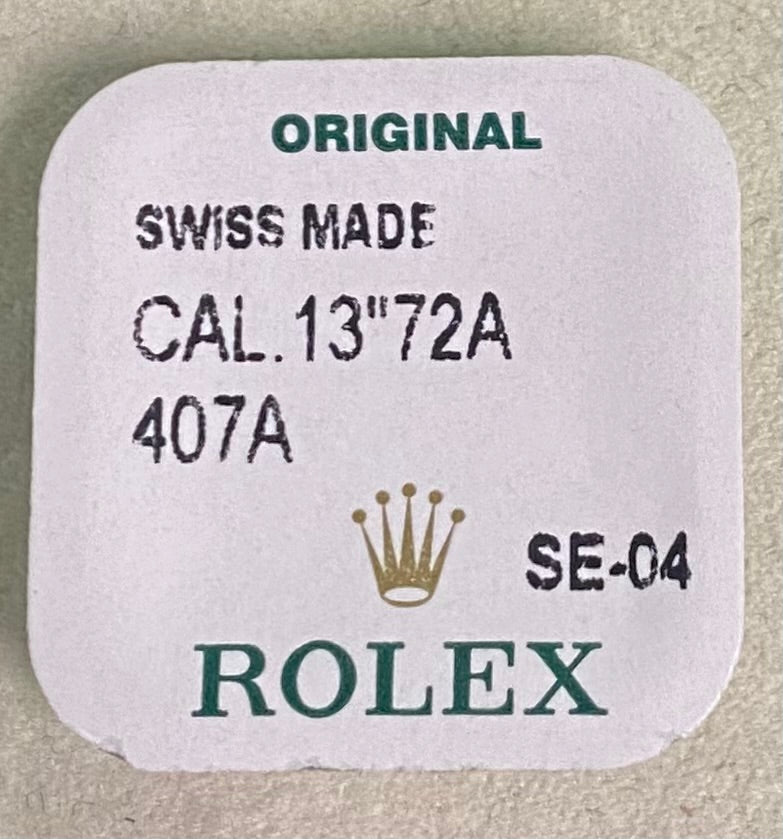 ORIGINAL
SWISS MADE
CAL.13"72A
407A
SE-04
ROLEX